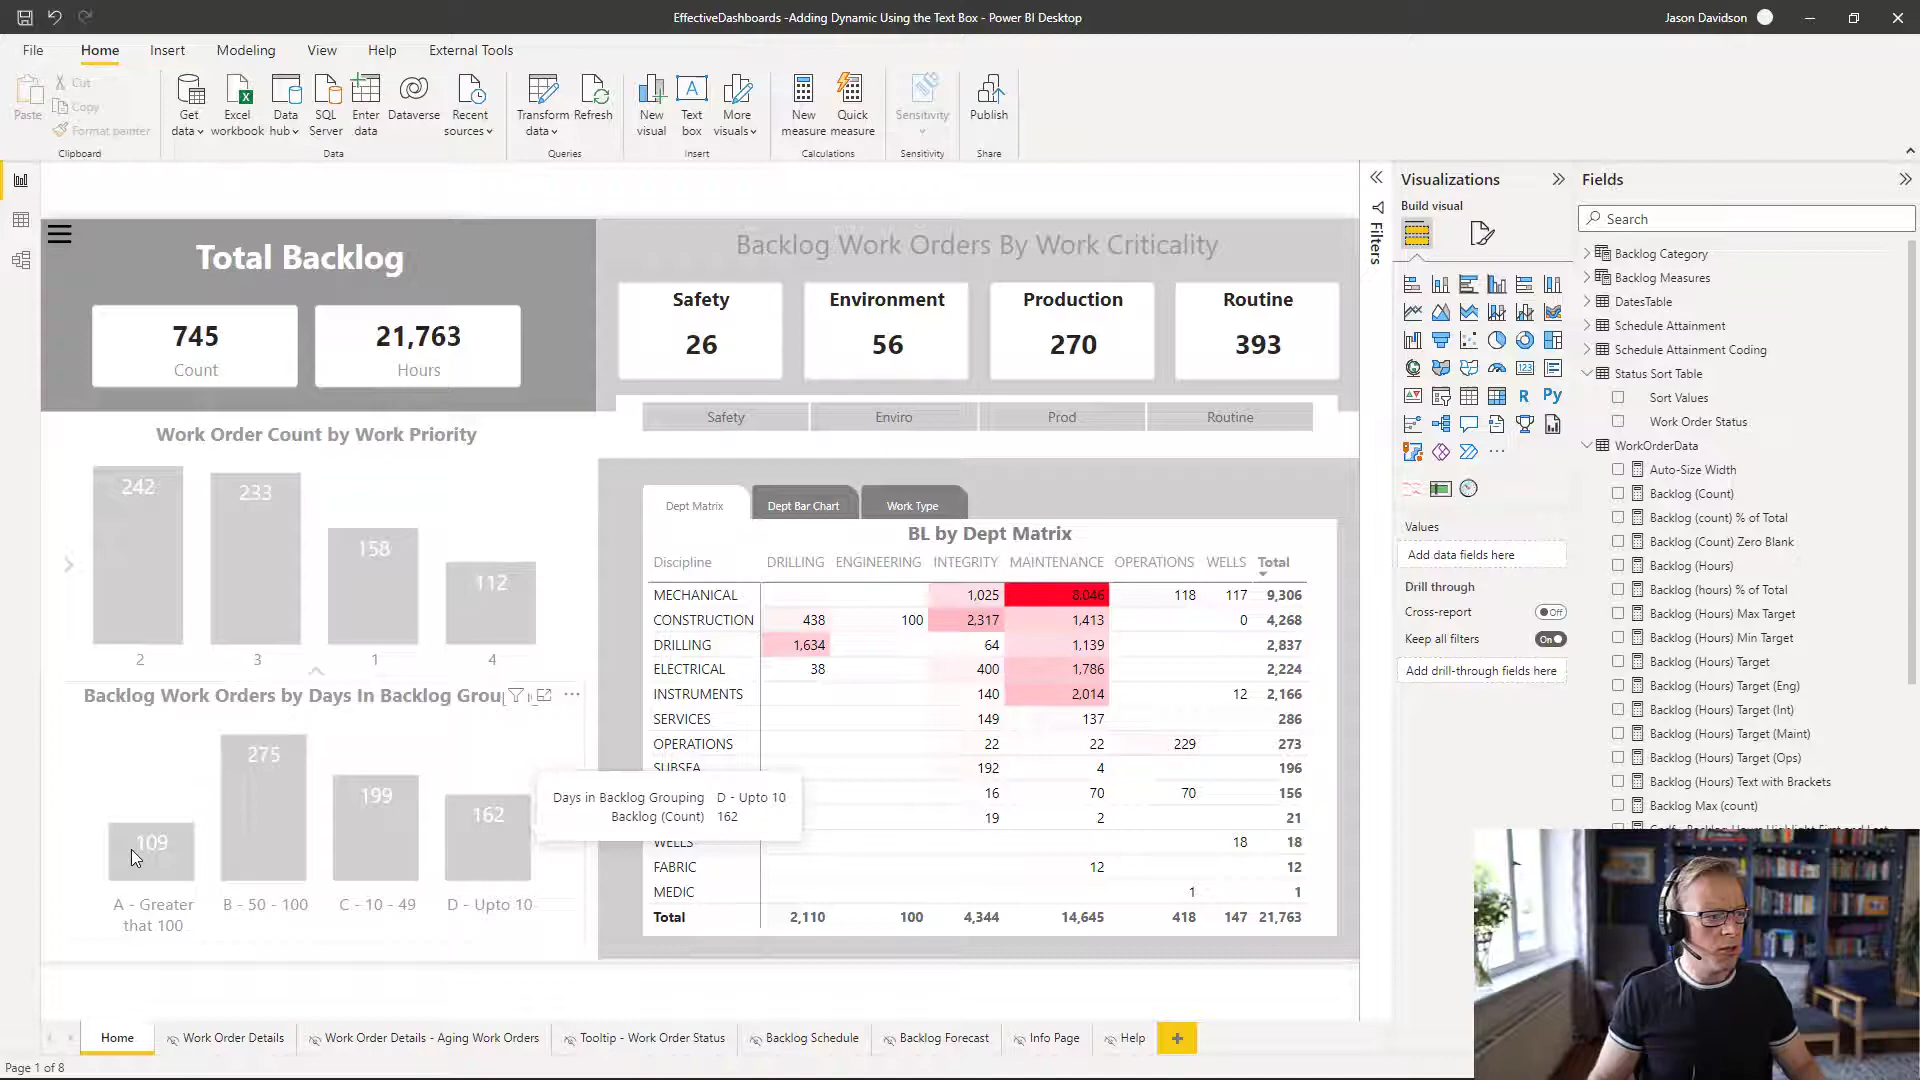 EffectiveDashboards -Adding Dynamic Using the Text Box - Power BI Desktop
Jason Davidson
File Home Insert Modeling View Help External Tools
Paste
Cut
Copy
Format painter
Clipboard
Get data
Excel workbook
Data hub
SQL Server
Enter data
Dataverse
Recent sources
Data
Transform data
Refresh
Queries
New visual
Text box
More visuals
Insert
New measure
Quick measure
Calculations
Sensitivity
Sensitivity
Publish
Share
Total Backlog
745
Count
21,763
Hours
Backlog Work Orders By Work Criticality
Safety
26
Environment
56
Production
270
Routine
393
Safety Enviro Prod Routine
Work Order Count by Work Priority
242 233 158 112
2 3 1 4
Backlog Work Orders by Days In Backlog Grou
109 275 199 162
A - Greater that 100
B - 50 - 100
C - 10 - 49
D - Upto 10
Days in Backlog Grouping D - Upto 10
Backlog (Count) 162
Dept Matrix Dept Bar Chart Work Type
BL by Dept Matrix
Discipline DRILLING ENGINEERING INTEGRITY MAINTENANCE OPERATIONS WELLS Total
MECHANICAL 1,025 8,046 118 117 9,306
CONSTRUCTION 438 100 2,317 1,413 0 4,268
DRILLING 1,634 64 1,139 2,837
ELECTRICAL 38 400 1,786 2,224
INSTRUMENTS 140 2,014 12 2,166
SERVICES 149 137 286
OPERATIONS 22 22 229 273
SUBSEA 192 4 196
16 70 70 156
19 2 21
WELLS 18 18
FABRIC 12 12
MEDIC 1 1
Total 2,110 100 4,344 14,645 418 147 21,763
Filters
Visualizations
Build visual
R Py
123
Values
Add data fields here
Drill through
Cross-report Off
Keep all filters On
Add drill-through fields here
Fields
Search
Backlog Category
Backlog Measures
DatesTable
Schedule Attainment
Schedule Attainment Coding
Status Sort Table
Sort Values
Work Order Status
WorkOrderData
Auto-Size Width
Backlog (Count)
Backlog (count) % of Total
Backlog (Count) Zero Blank
Backlog (Hours)
Backlog (hours) % of Total
Backlog (Hours) Max Target
Backlog (Hours) Min Target
Backlog (Hours) Target
Backlog (Hours) Target (Eng)
Backlog (Hours) Target (Int)
Backlog (Hours) Target (Maint)
Backlog (Hours) Target (Ops)
Backlog (Hours) Text with Brackets
Backlog Max (count)
Home Work Order Details Work Order Details - Aging Work Orders Tooltip - Work Order Status Backlog Schedule Backlog Forecast Info Page Help +
Page 1 of 8